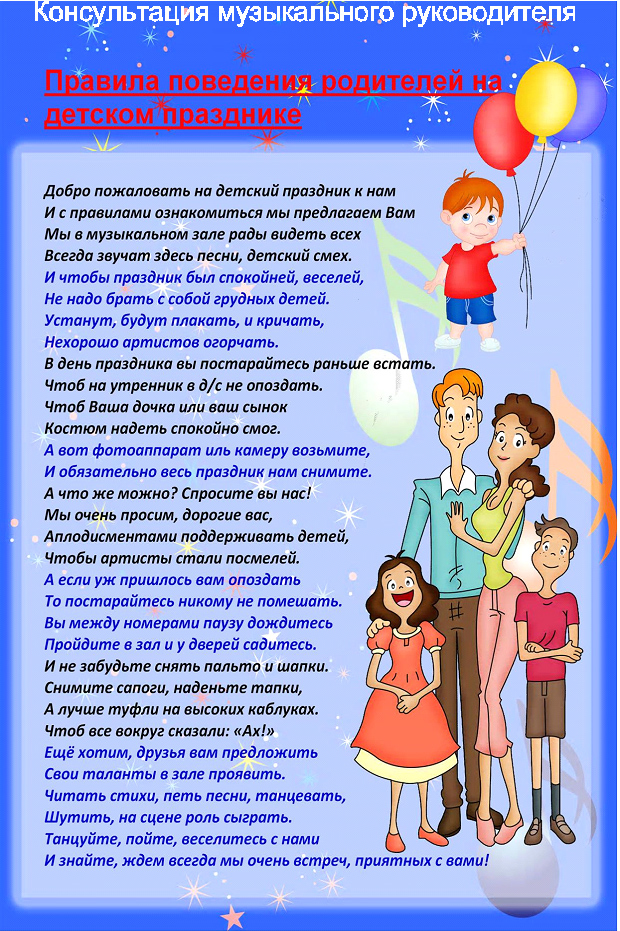 Консультация музыкального руководителя
Правила поведения родителей на
детском празднике
Добро пожаловать на детский праздник к нам
И с правилами ознакомиться мы предлагаем Вам
Мы в музыкальном зале рады видеть всех
Всегда звучат здесь песни, детский смех.
И чтобы праздник был спокойней, веселей,
Не надо брать с собой грудных детей.
Устанут, будут плакать, и кричать,
Нехорошо артистов огорчать.
В день праздника вы постарайтесь раньше встать.
Чтоб на утренник в д/с не опоздать.
Чтоб Ваша дочка или ваш сынок
Костюм надеть спокойно смог.
А вот фотоаппарат иль камеру возьмите,
И обязательно весь праздник нам снимите.
А что же можно? Спросите вы нас!
Мы очень просим, дорогие вас,
Аплодисментами поддерживать детей,
Чтобы артисты стали посмелей.
А если уж пришлось вам опоздать
То постарайтесь никому не помешать.
Вы между номерами паузу дождитесь
Пройдите в зал и у дверей садитесь.
И не забудьте снять пальто и шапки.
Снимите сапоги, наденьте тапки,
А лучше туфли на высоких каблуках.
Чтоб все вокруг сказали: «Ах!»
Ещё хотим, друзья вам предложить
Свои таланты в зале проявить.
Читать стихи, петь песни, танцевать,
Шутить, на сцене роль сыграть.
Танцуйте, пойте, веселитесь с нами
И знайте, ждем всегда мы очень встреч, приятных с вами!